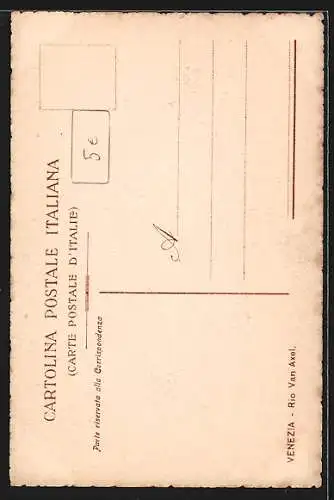 CARTOLINA POSTALE ITALIANA
(CARTE POSTALE D'ITALIE)
5 €
Parte riservata alla Corrispondenza
A
VENEZIA - Rio Van Axel.